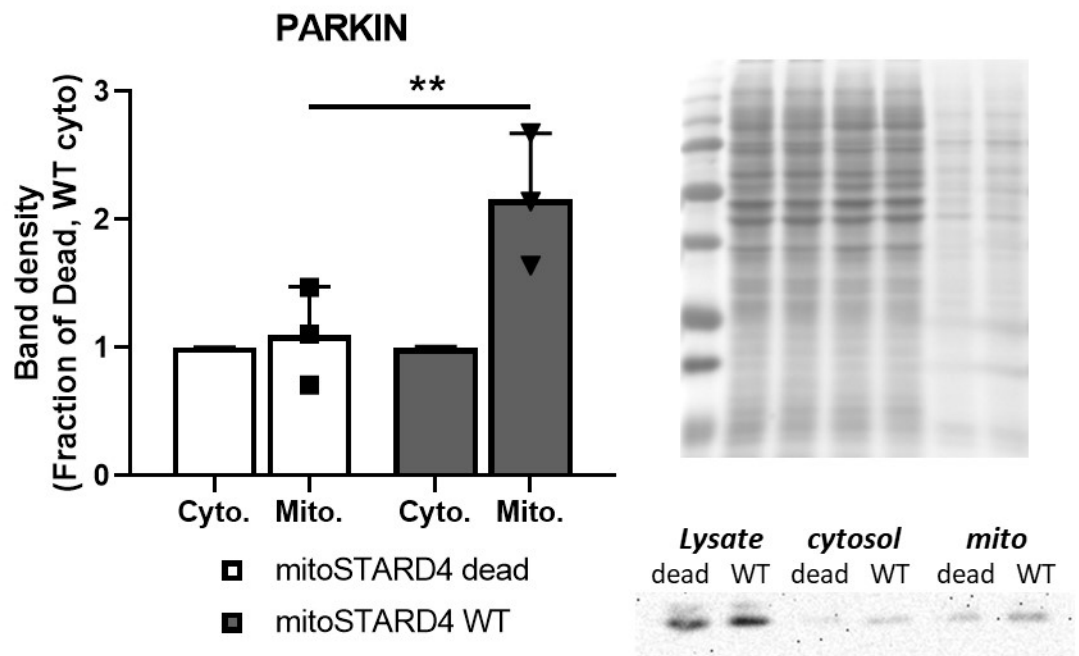 PARKIN
**
Band density
(Fraction of Dead, WT cyto)
3
2
1
0
Cyto. Mito. Cyto. Mito.
mitoSTARD4 dead
mitoSTARD4 WT
Lysate cytosol mito
dead WT dead WT dead WT